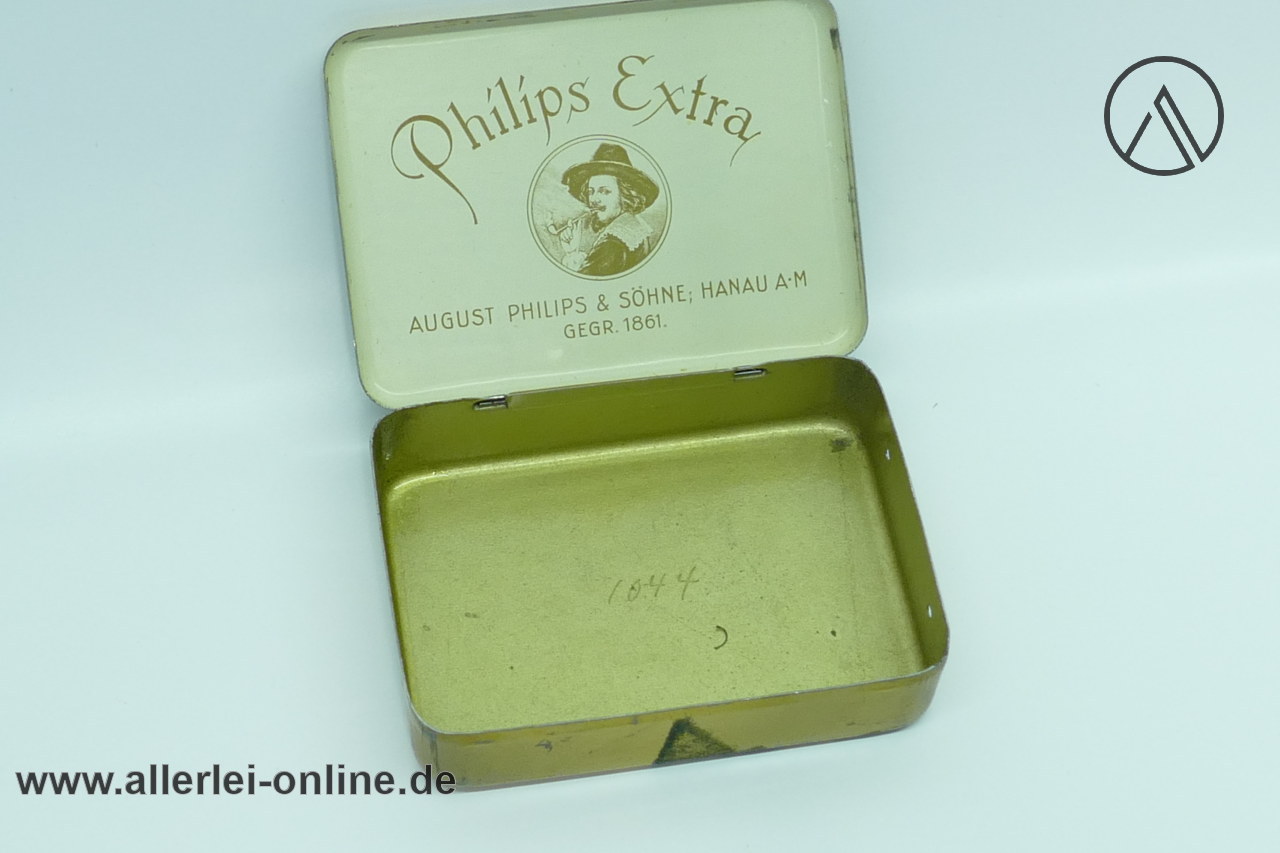 Philips Extra
AUGUST PHILIPS & SÖHNE; HANAU A·M
GEGR. 1861.
1044
www.allerlei-online.de